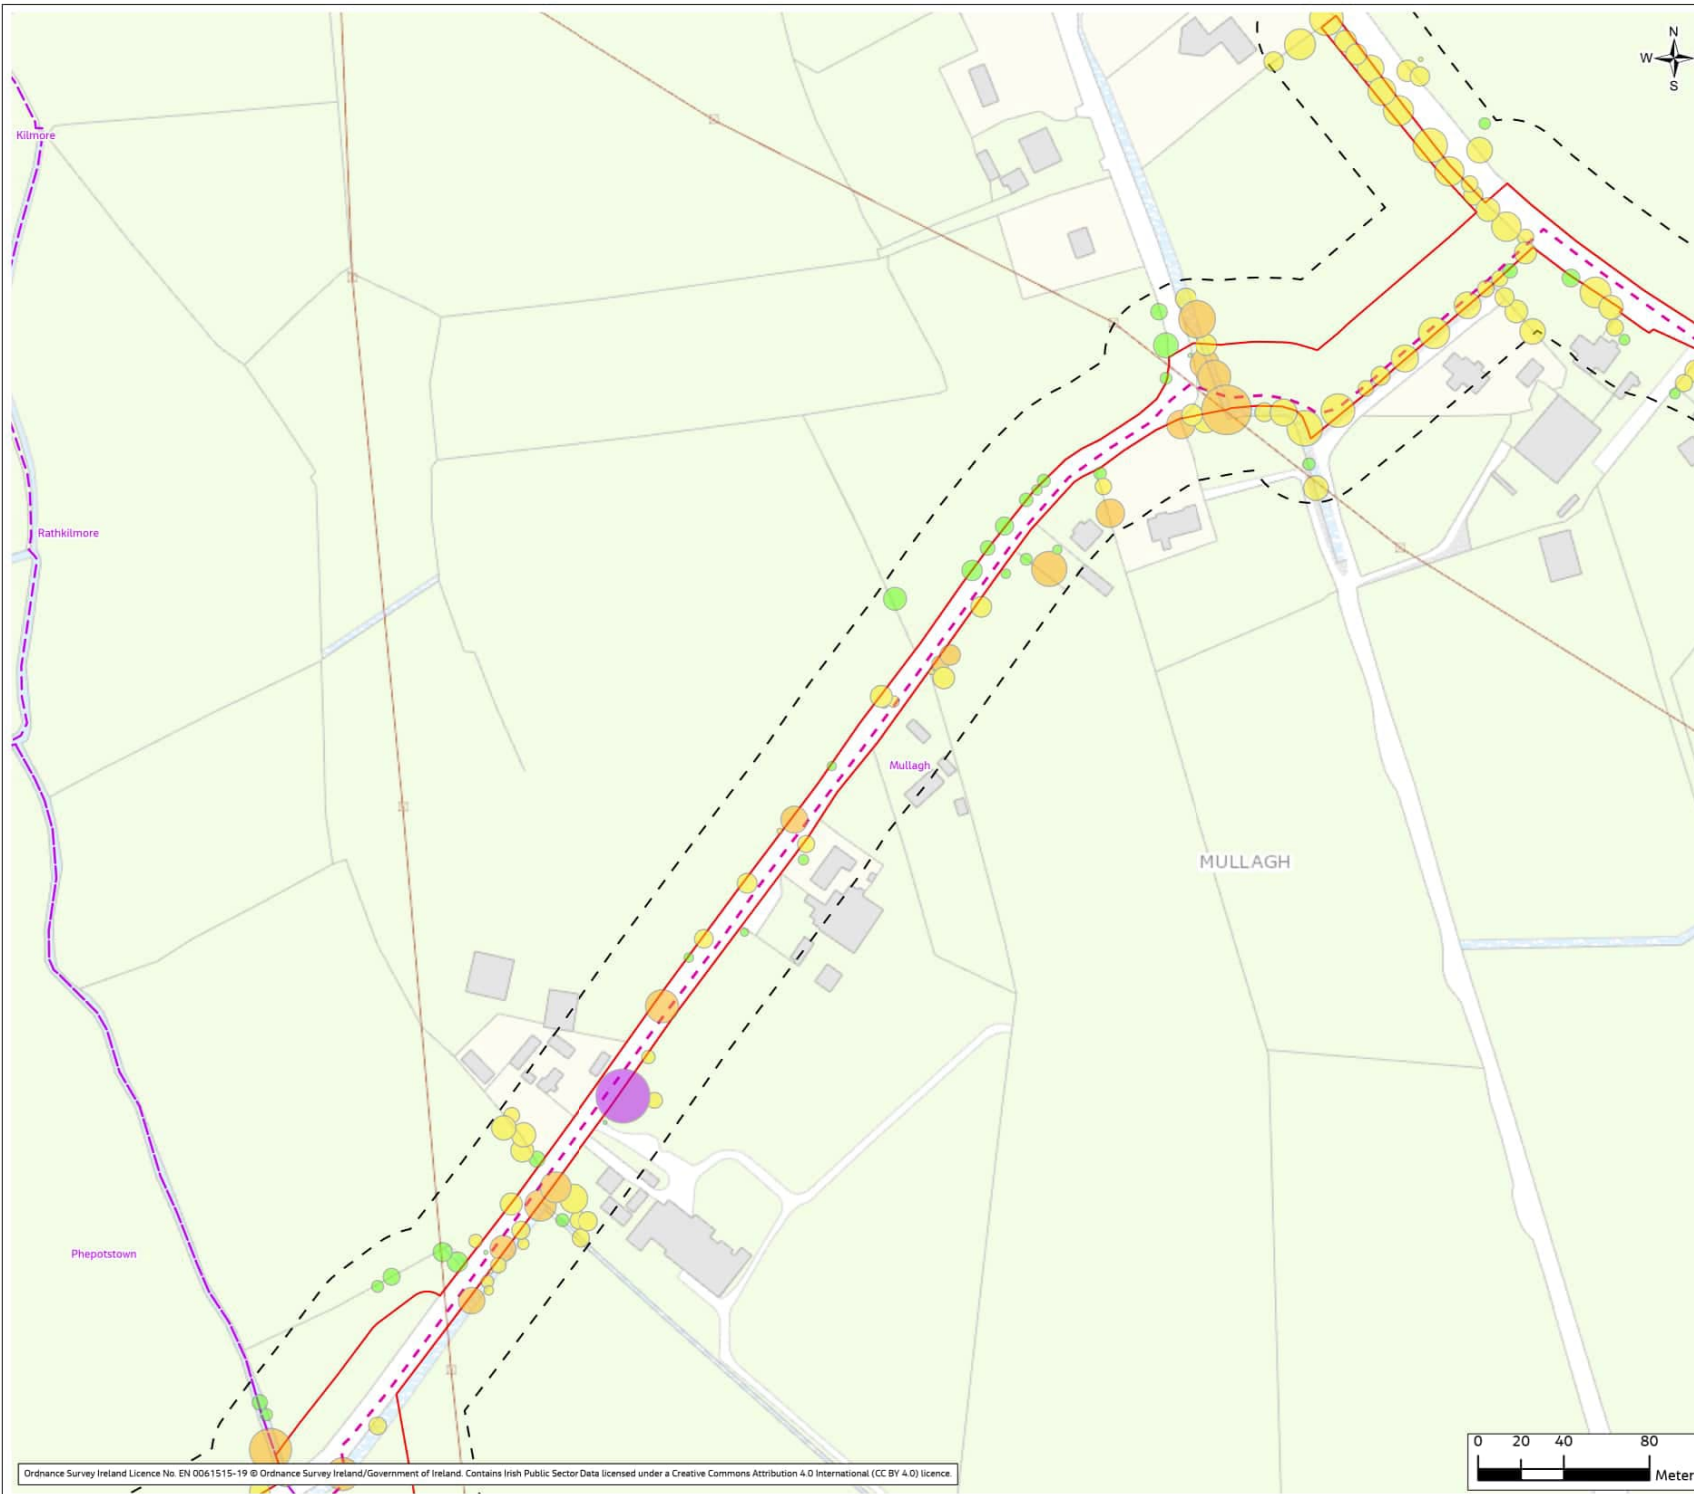 N
W
S
Kilmore
Rathkilmore
Mullagh
MULLAGH
Phepotstown
0 20 40 80
Meter
Ordnance Survey Ireland Licence No. EN 0061515-19 © Ordnance Survey Ireland/Government of Ireland. Contains Irish Public Sector Data licensed under a Creative Commons Attribution 4.0 International (CC BY 4.0) licence.